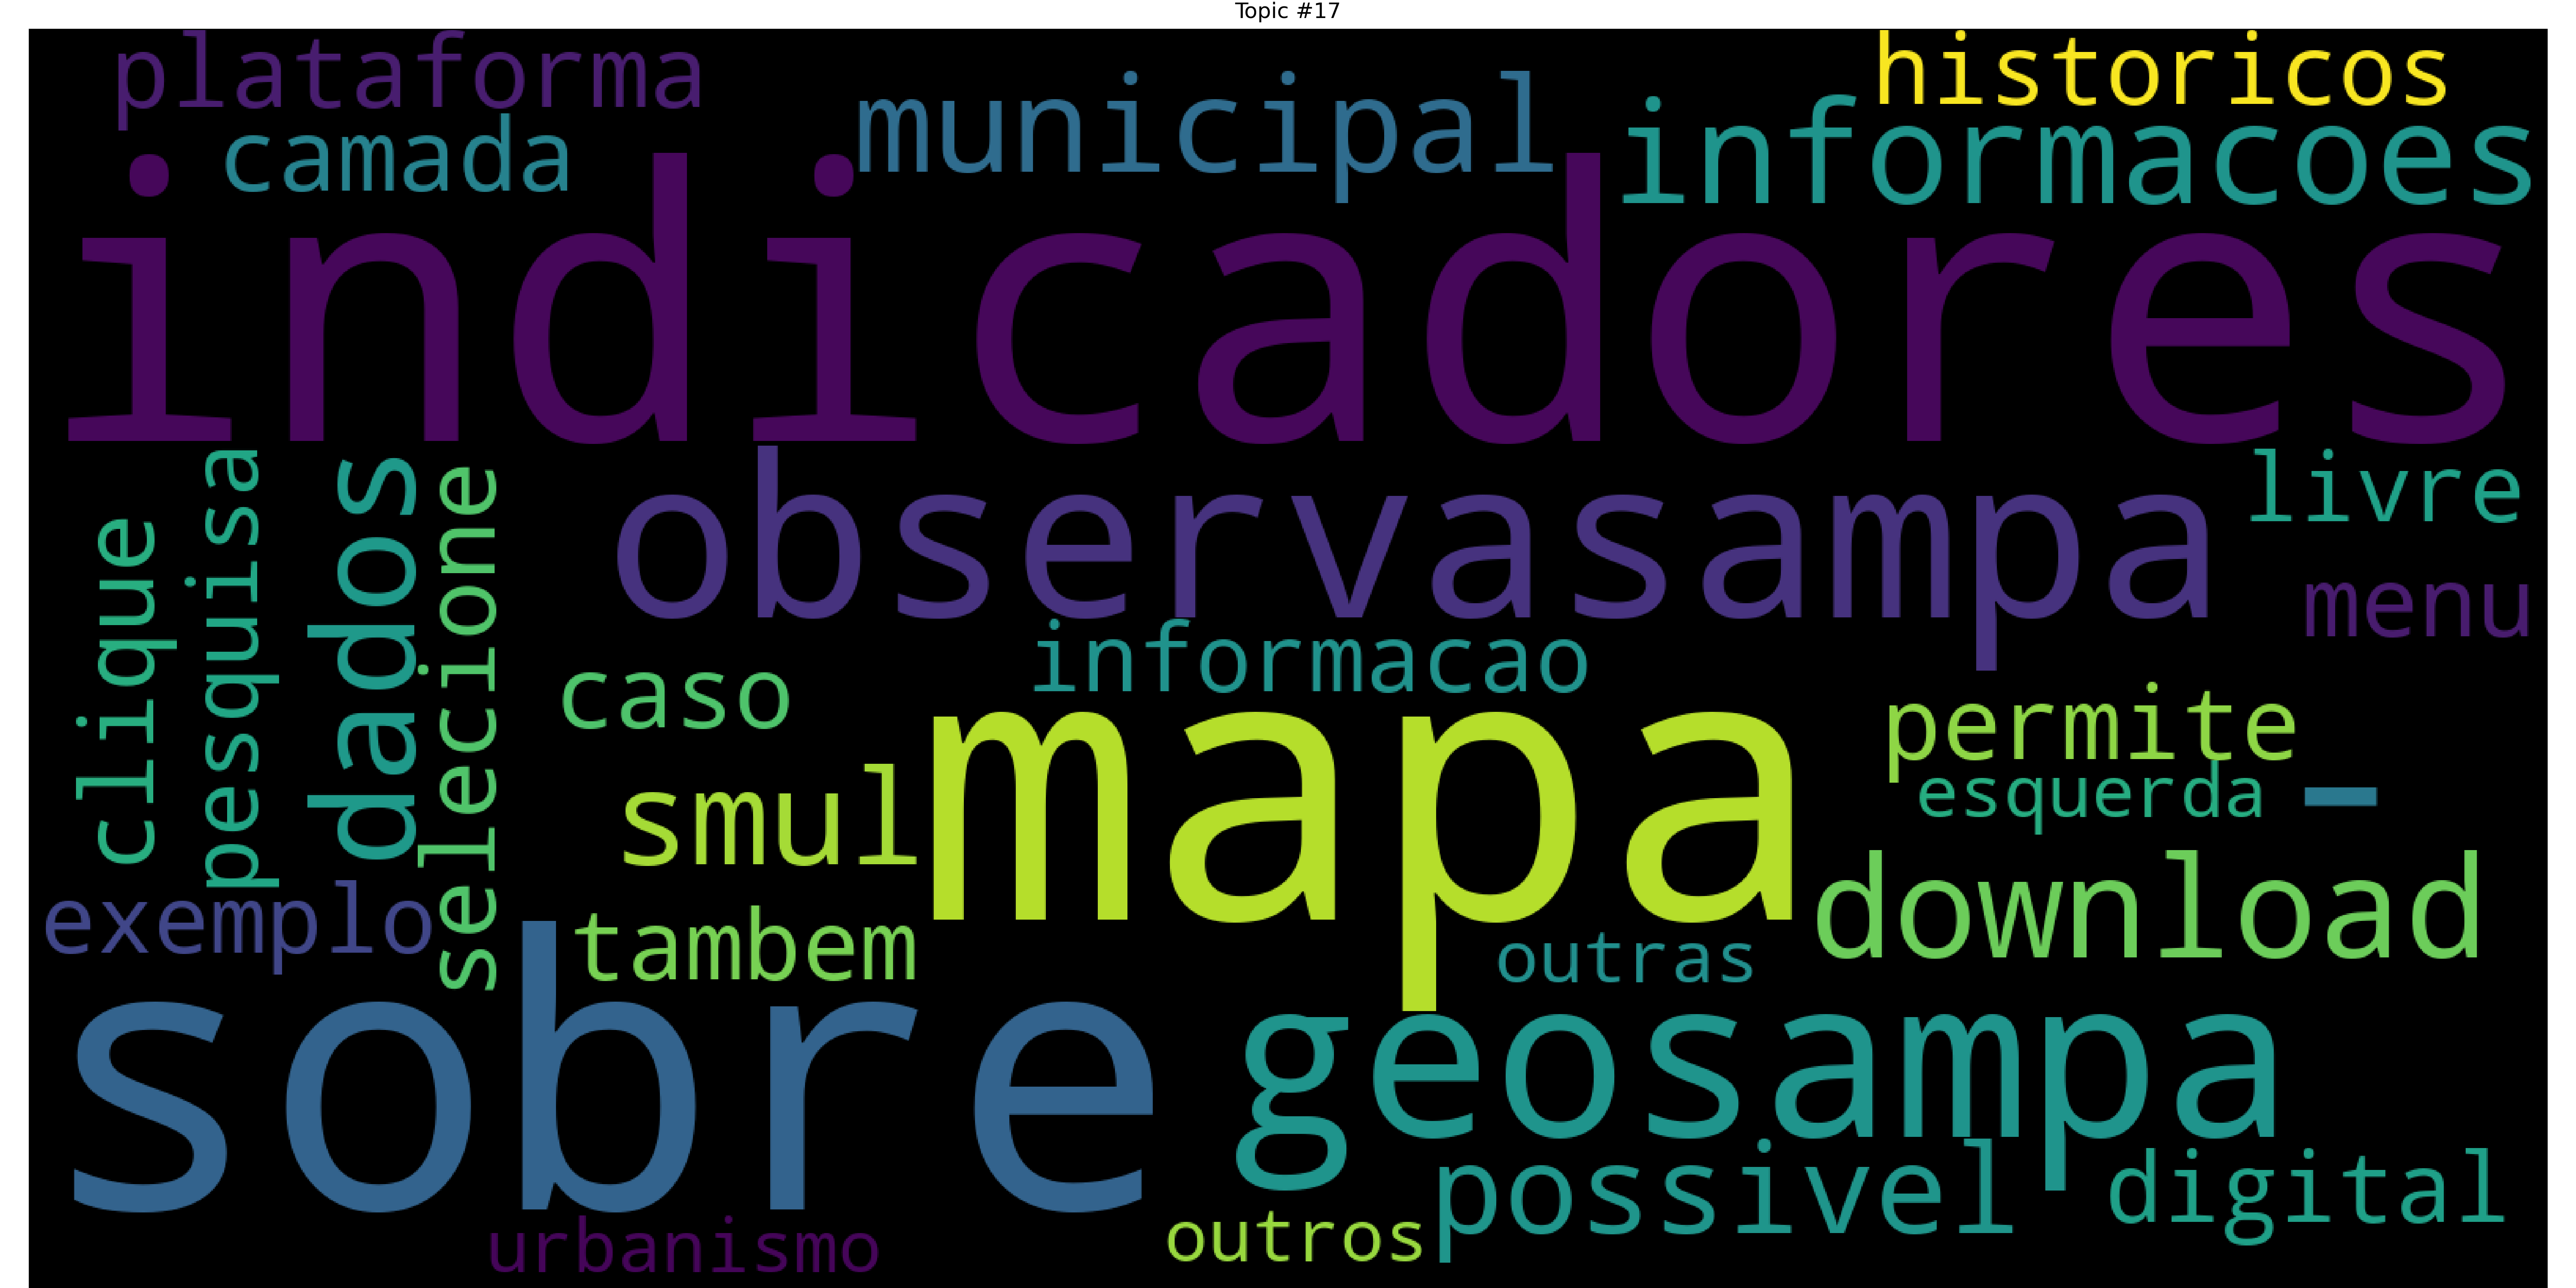 Topic #17
plataforma
historicos
municipal
informacoes
camada
indicadores
observasampa
livre
clique
pesquisa
dados
selecione
menu
informacao
caso
permite
mapa
smul
esquerda
–
exemplo
tambem
download
outras
sobre
geosampa
possivel
digital
urbanismo
outros